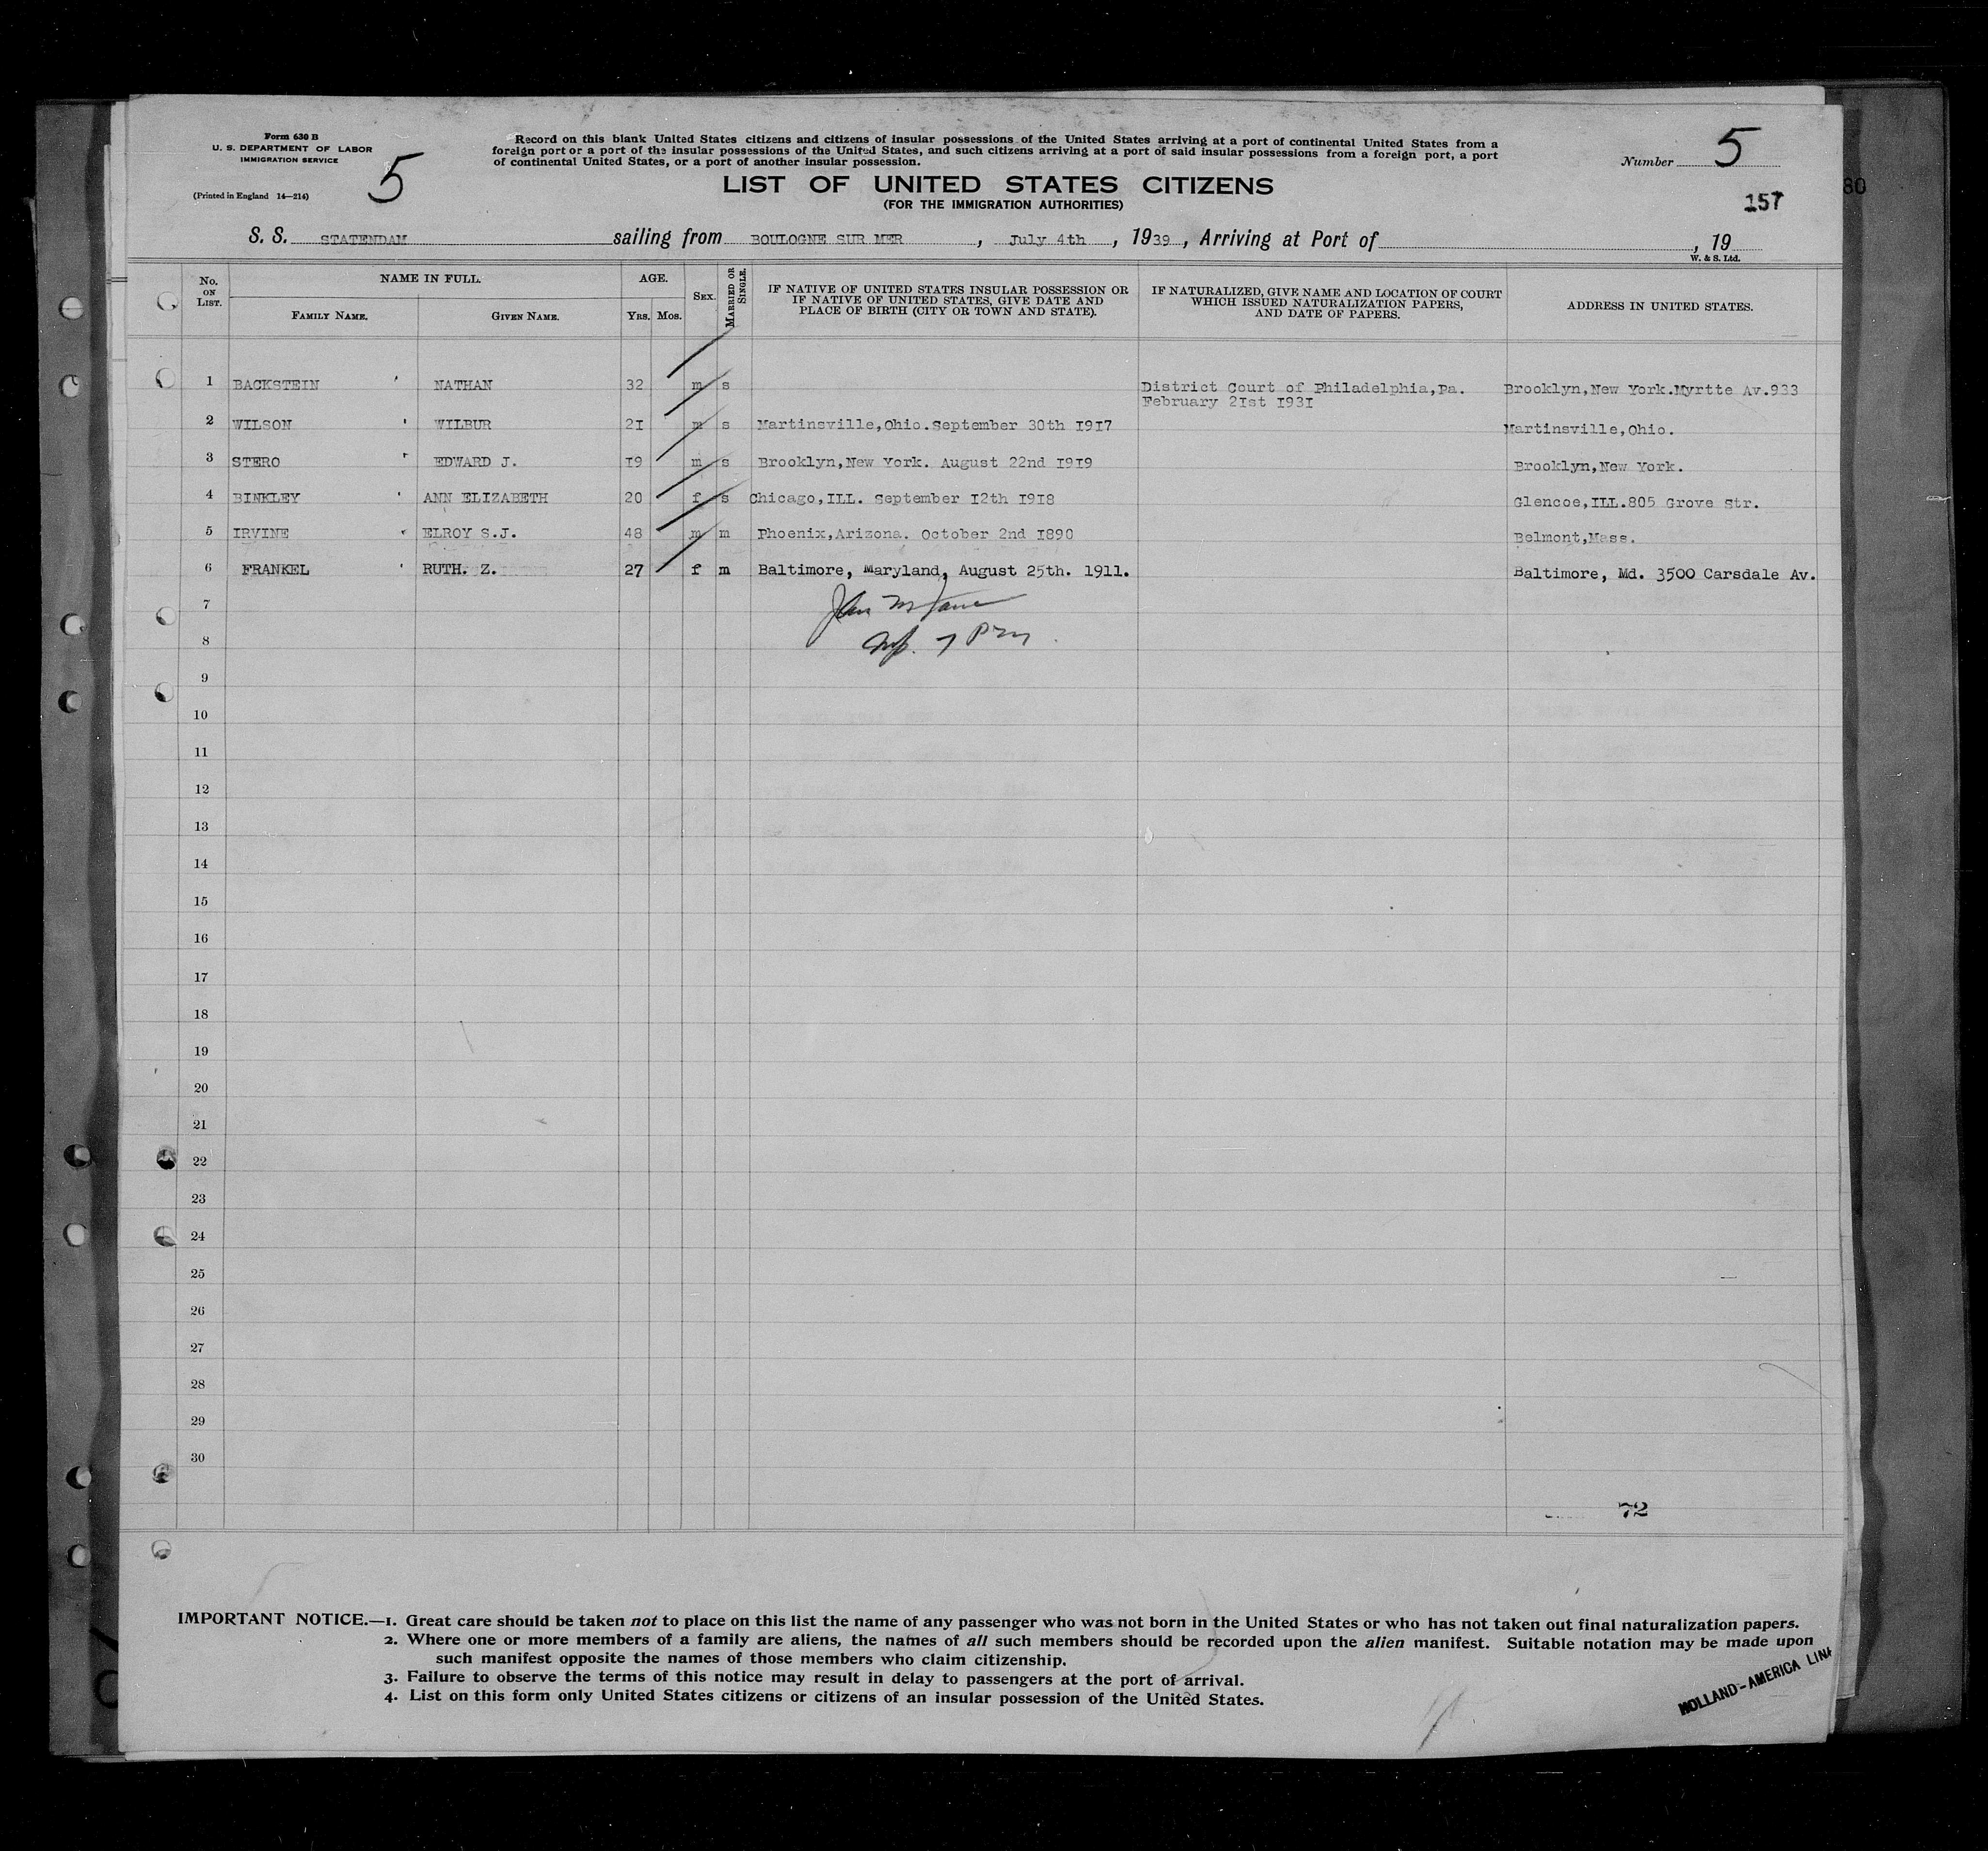 Form 630 B
U. S. DEPARTMENT OF LABOR
IMMIGRATION SERVICE
(Printed in England 14—214)
5
Record on this blank United States citizens and citizens of insular possessions of the United States arriving at a port of continental United States from a
foreign port or a port of the insular possessions of the United States, and such citizens arriving at a port of said insular possessions from a foreign port, a port
of continental United States, or a port of another insular possession.
Number 5
LIST OF UNITED STATES CITIZENS
(FOR THE IMMIGRATION AUTHORITIES)
157
80
S. S. STATENDAM sailing from BOULOGNE SUR MER, July 4th, 1939, Arriving at Port of , 19
W. & S. Ltd.
No. ON LIST. NAME IN FULL. FAMILY NAME. GIVEN NAME. AGE. YRS. MOS. SEX. MARRIED OR SINGLE. IF NATIVE OF UNITED STATES INSULAR POSSESSION OR IF NATIVE OF UNITED STATES, GIVE DATE AND PLACE OF BIRTH (CITY OR TOWN AND STATE). IF NATURALIZED, GIVE NAME AND LOCATION OF COURT WHICH ISSUED NATURALIZATION PAPERS, AND DATE OF PAPERS. ADDRESS IN UNITED STATES.
1 BACKSTEIN NATHAN 32 m s District Court of Philadelphia,Pa. Brooklyn,New York.Myrtte Av.933
February 2Ist I93I
2 WILSON WILBUR 2I m s Martinsville,Ohio.September 30th I9I7 Martinsville,Ohio.
3 STERO EDWARD J. I9 m s Brooklyn,New York. August 22nd I9I9 Brooklyn,New York.
4 BINKLEY ANN ELIZABETH 20 f s Chicago,ILL. September I2th I9I8 Glencoe,ILL.805 Grove Str.
5 IRVINE ELROY S.J. 48 m m Phoenix,Arizona. October 2nd I890 Belmont,Mass.
6 FRANKEL RUTH. Z. 27 f m Baltimore, Maryland, August 25th. 1911. Baltimore, Md. 3500 Carsdale Av.
7
8
9
10
11
12
13
14
15
16
17
18
19
20
21
22
23
24
25
26
27
28
29
30
72
IMPORTANT NOTICE.—1. Great care should be taken not to place on this list the name of any passenger who was not born in the United States or who has not taken out final naturalization papers.
2. Where one or more members of a family are aliens, the names of all such members should be recorded upon the alien manifest. Suitable notation may be made upon
such manifest opposite the names of those members who claim citizenship.
3. Failure to observe the terms of this notice may result in delay to passengers at the port of arrival.
4. List on this form only United States citizens or citizens of an insular possession of the United States.
HOLLAND-AMERICA LINE